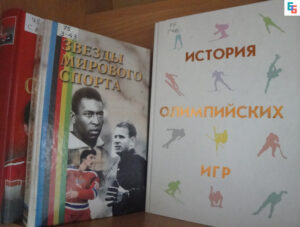 ЗВЕЗДЫ
МИРОВОГО
СПОРТА
ИСТОРИЯ
ОЛИМПИЙСКИХ
ИГР